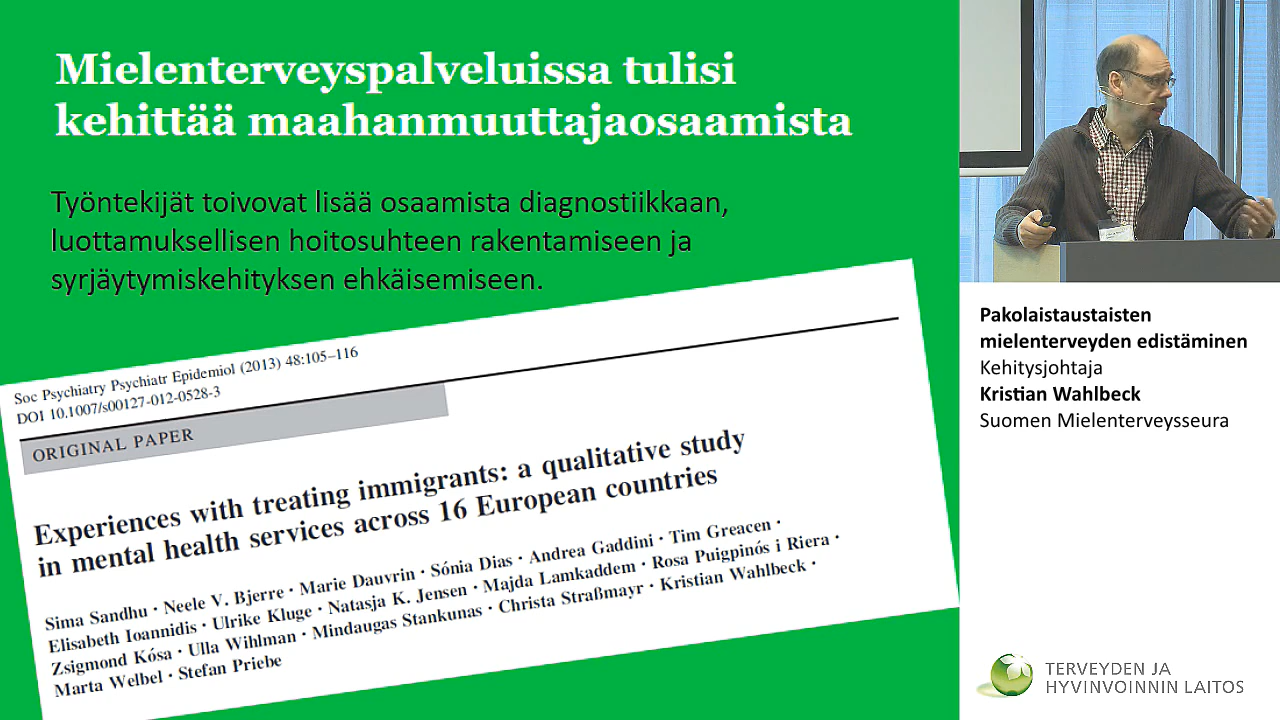 Mielenterveyspalveluissa tulisi
kehittää maahanmuuttajaosaamista
Työntekijät toivovat lisää osaamista diagnostiikkaan,
luottamuksellisen hoitosuhteen rakentamiseen ja
syrjäytymiskehityksen ehkäisemiseen.
Soc Psychiatry Psychiatr Epidemiol (2013) 48:105–116
DOI 10.1007/s00127-012-0528-3
ORIGINAL PAPER
Experiences with treating immigrants: a qualitative study
in mental health services across 16 European countries
Sima Sandhu · Neele V. Bjerre · Marie Dauvrin · Sónia Dias · Andrea Gaddini · Tim Greacen ·
Elisabeth Ioannidis · Ulrike Kluge · Natasja K. Jensen · Majda Lamkaddem · Rosa Puigpinós i Riera ·
Zsigmond Kósa · Ulla Wihlman · Mindaugas Stankunas · Christa Straßmayr · Kristian Wahlbeck ·
Marta Welbel · Stefan Priebe
Pakolaistaustaisten
mielenterveyden edistäminen
Kehitysjohtaja
Kristian Wahlbeck
Suomen Mielenterveysseura
TERVEYDEN JA
HYVINVOINNIN LAITOS